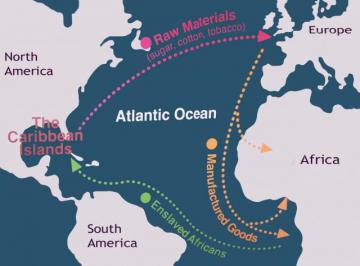 Raw Materials
(sugar, cotton, tobacco)
Europe
North
America
The
Caribbean
Islands
Atlantic Ocean
Africa
Manufactured Goods
Enslaved Africans
South
America